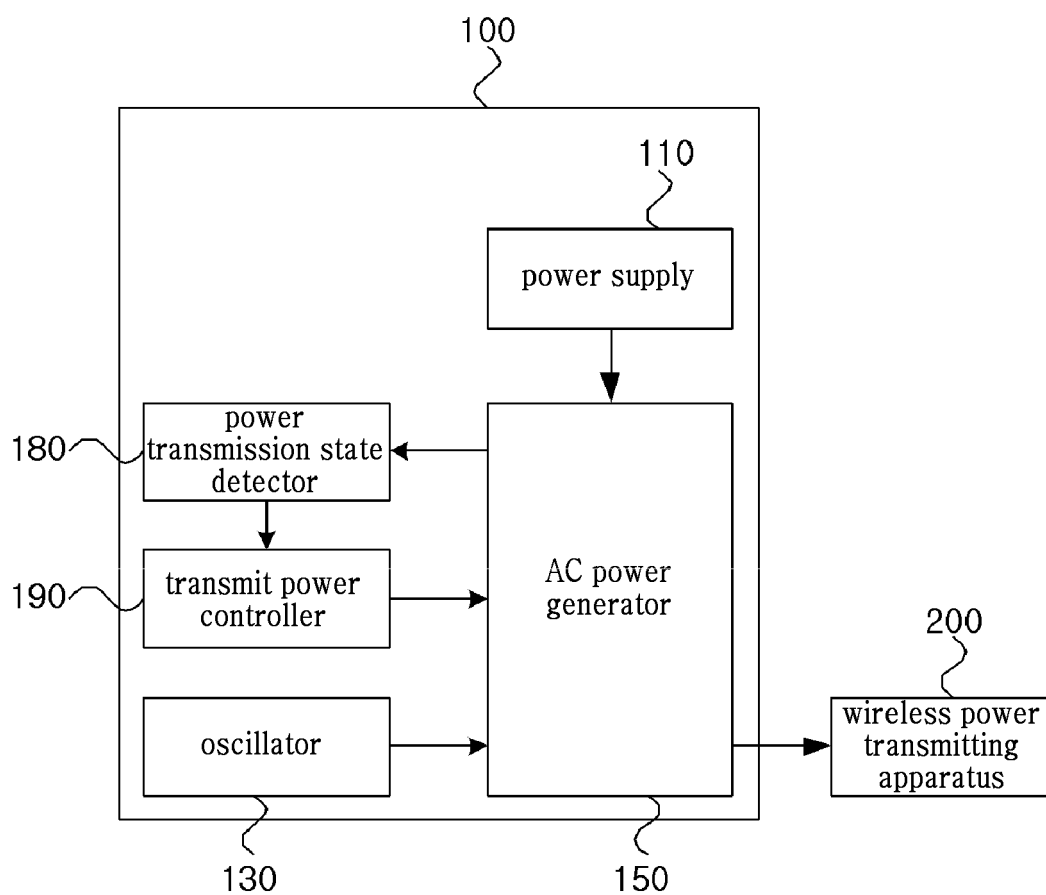 100
110
power supply
180
power
transmission state
detector
190
transmit power
controller
AC power
generator
200
oscillator
wireless power
transmitting
apparatus
130
150